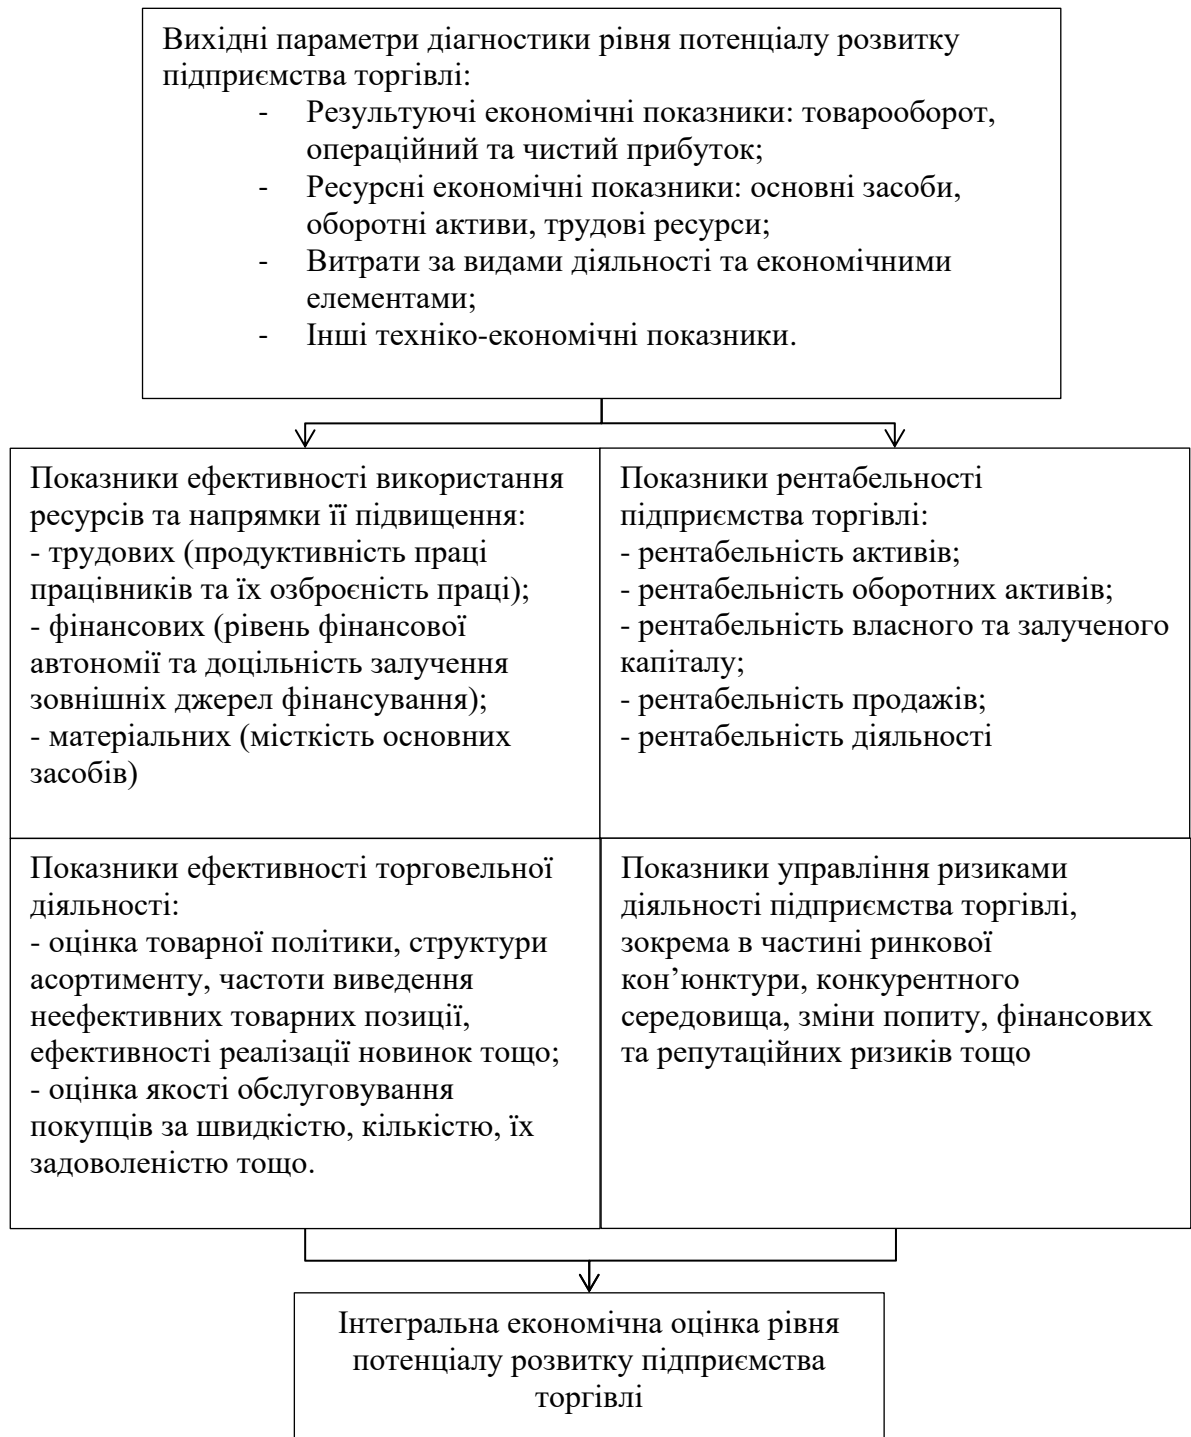 Вихідні параметри діагностики рівня потенціалу розвитку
підприємства торгівлі:
- Результуючі економічні показники: товарооборот,
операційний та чистий прибуток;
- Ресурсні економічні показники: основні засоби,
оборотні активи, трудові ресурси;
- Витрати за видами діяльності та економічними
елементами;
- Інші техніко-економічні показники.
Показники ефективності використання
ресурсів та напрямки її підвищення:
- трудових (продуктивність праці
працівників та їх озброєність праці);
- фінансових (рівень фінансової
автономії та доцільність залучення
зовнішніх джерел фінансування);
- матеріальних (місткість основних
засобів)
Показники рентабельності
підприємства торгівлі:
- рентабельність активів;
- рентабельність оборотних активів;
- рентабельність власного та залученого
капіталу;
- рентабельність продажів;
- рентабельність діяльності
Показники ефективності торговельної
діяльності:
- оцінка товарної політики, структури
асортименту, частоти виведення
неефективних товарних позиції,
ефективності реалізації новинок тощо;
- оцінка якості обслуговування
покупців за швидкістю, кількістю, їх
задоволеністю тощо.
Показники управління ризиками
діяльності підприємства торгівлі,
зокрема в частині ринкової
кон’юнктури, конкурентного
середовища, зміни попиту, фінансових
та репутаційних ризиків тощо
Інтегральна економічна оцінка рівня
потенціалу розвитку підприємства
торгівлі